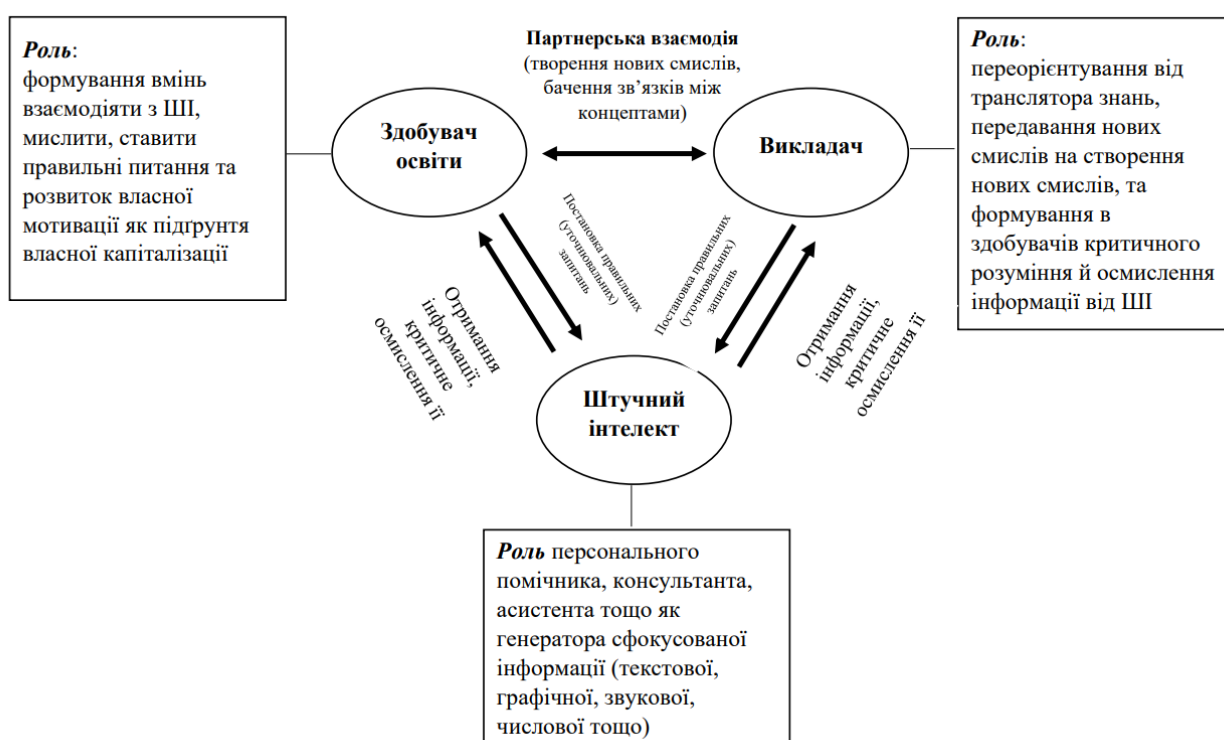 Роль:
формування вмінь
взаємодіяти з ШІ,
мислити, ставити
правильні питання та
розвиток власної
мотивації як підґрунтя
власної капіталізації
Партнерська взаємодія
(творення нових смислів,
бачення зв’язків між
концептами)
Здобувач
освіти
Викладач
Роль:
переорієнтування від
транслятора знань,
передавання нових
смислів на створення
нових смислів, та
формування в
здобувачів критичного
розуміння й осмислення
інформації від ШІ
Отримання
інформації,
критичне
осмислення її
Постановка правильних
(уточнювальних)
запитань
Постановка правильних
(уточнювальних)
запитань
Отримання
інформації,
критичне
осмислення її
Штучний
інтелект
Роль персонального
помічника, консультанта,
асистента тощо як
генератора сфокусованої
інформації (текстової,
графічної, звукової,
числової тощо)